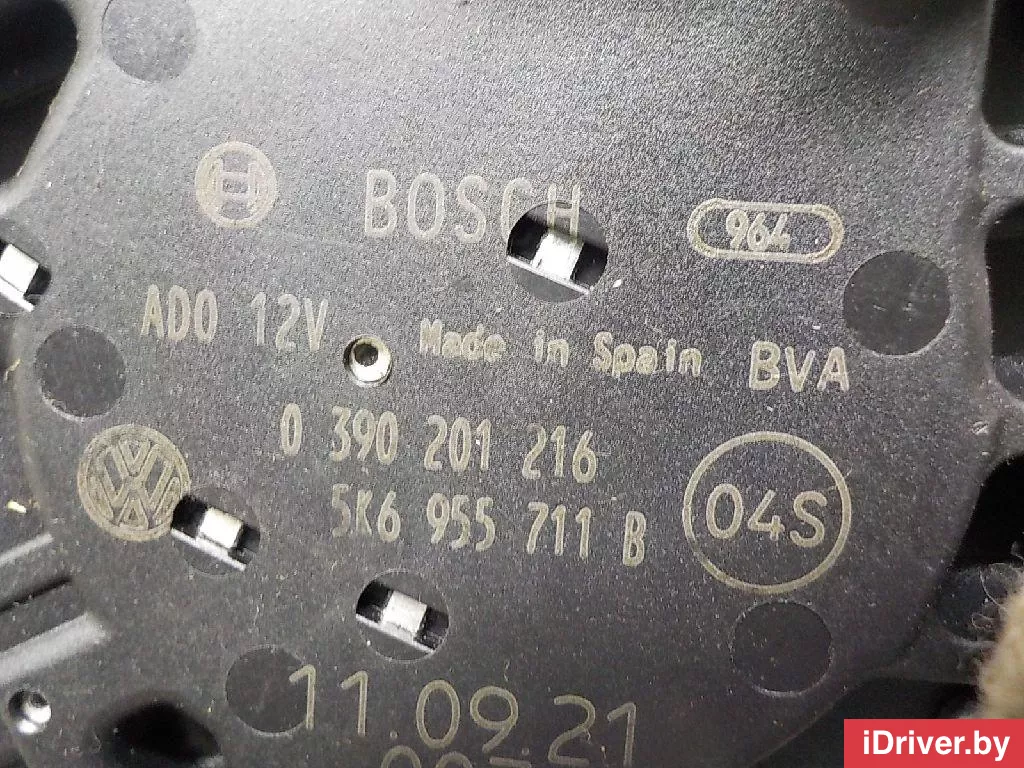 BOSCH 964
AD0 12V Made in Spain BVA
0 390 201 216
5K6 955 711 B 04S
11.09.21
iDriver.by